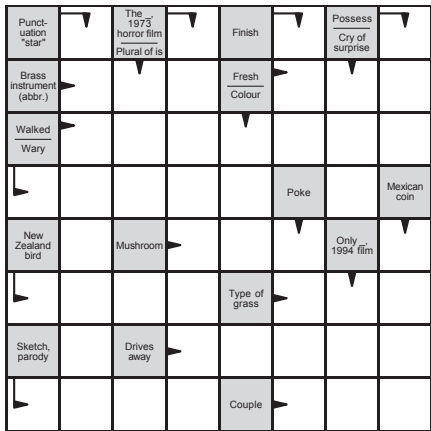 Punct-
uation
"star"
The _,
1973
horror film
Plural of is
Finish
Possess
Cry of
surprise
Brass
instrument
(abbr.)
Fresh
Colour
Walked
Wary
Poke
Mexican
coin
New
Zealand
bird
Mushroom
Only _,
1994 film
Type of
grass
Sketch,
parody
Drives
away
Couple